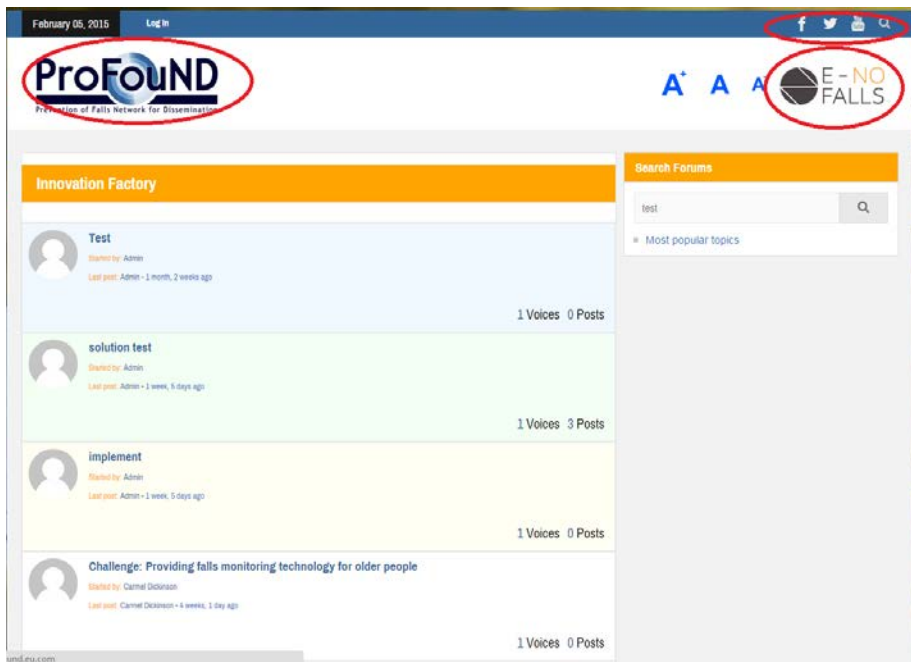 February 05, 2015 Log In
ProFouND
Prevention of Falls Network for Dissemination
A+ A A
E-NO
FALLS
Innovation Factory
Search Forums
test
Most popular topics
Test
Started by: Admin
Last post: Admin - 1 month, 2 weeks ago
1 Voices 0 Posts
solution test
Started by: Admin
Last post: Admin - 1 week, 5 days ago
1 Voices 3 Posts
implement
Started by: Admin
Last post: Admin - 1 week, 5 days ago
1 Voices 0 Posts
Challenge: Providing falls monitoring technology for older people
Started by: Carmel Dickinson
Last post: Carmel Dickinson - 4 weeks, 1 day ago
1 Voices 0 Posts
und.eu.com